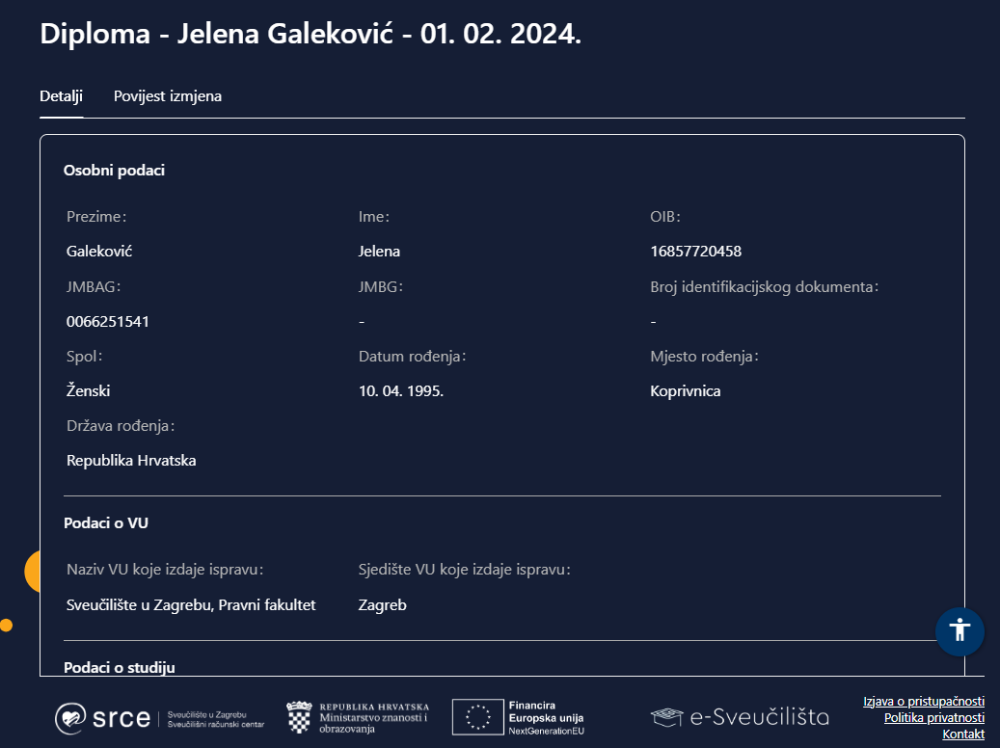 Diploma - Jelena Galeković - 01. 02. 2024.
Detalji Povijest izmjena
Osobni podaci
Prezime: Ime: OIB:
Galeković Jelena 16857720458
JMBAG: JMBG: Broj identifikacijskog dokumenta:
0066251541 - -
Spol: Datum rođenja: Mjesto rođenja:
Ženski 10. 04. 1995. Koprivnica
Država rođenja:
Republika Hrvatska
Podaci o VU
Naziv VU koje izdaje ispravu: Sjedište VU koje izdaje ispravu:
Sveučilište u Zagrebu, Pravni fakultet Zagreb
Podaci o studiju
srce
Sveučilište u Zagrebu
Sveučilišni računski centar
REPUBLIKA HRVATSKA
Ministarstvo znanosti i
obrazovanja
Financira
Europska unija
NextGenerationEU
e-Sveučilišta
Izjava o pristupačnosti
Politika privatnosti
Kontakt